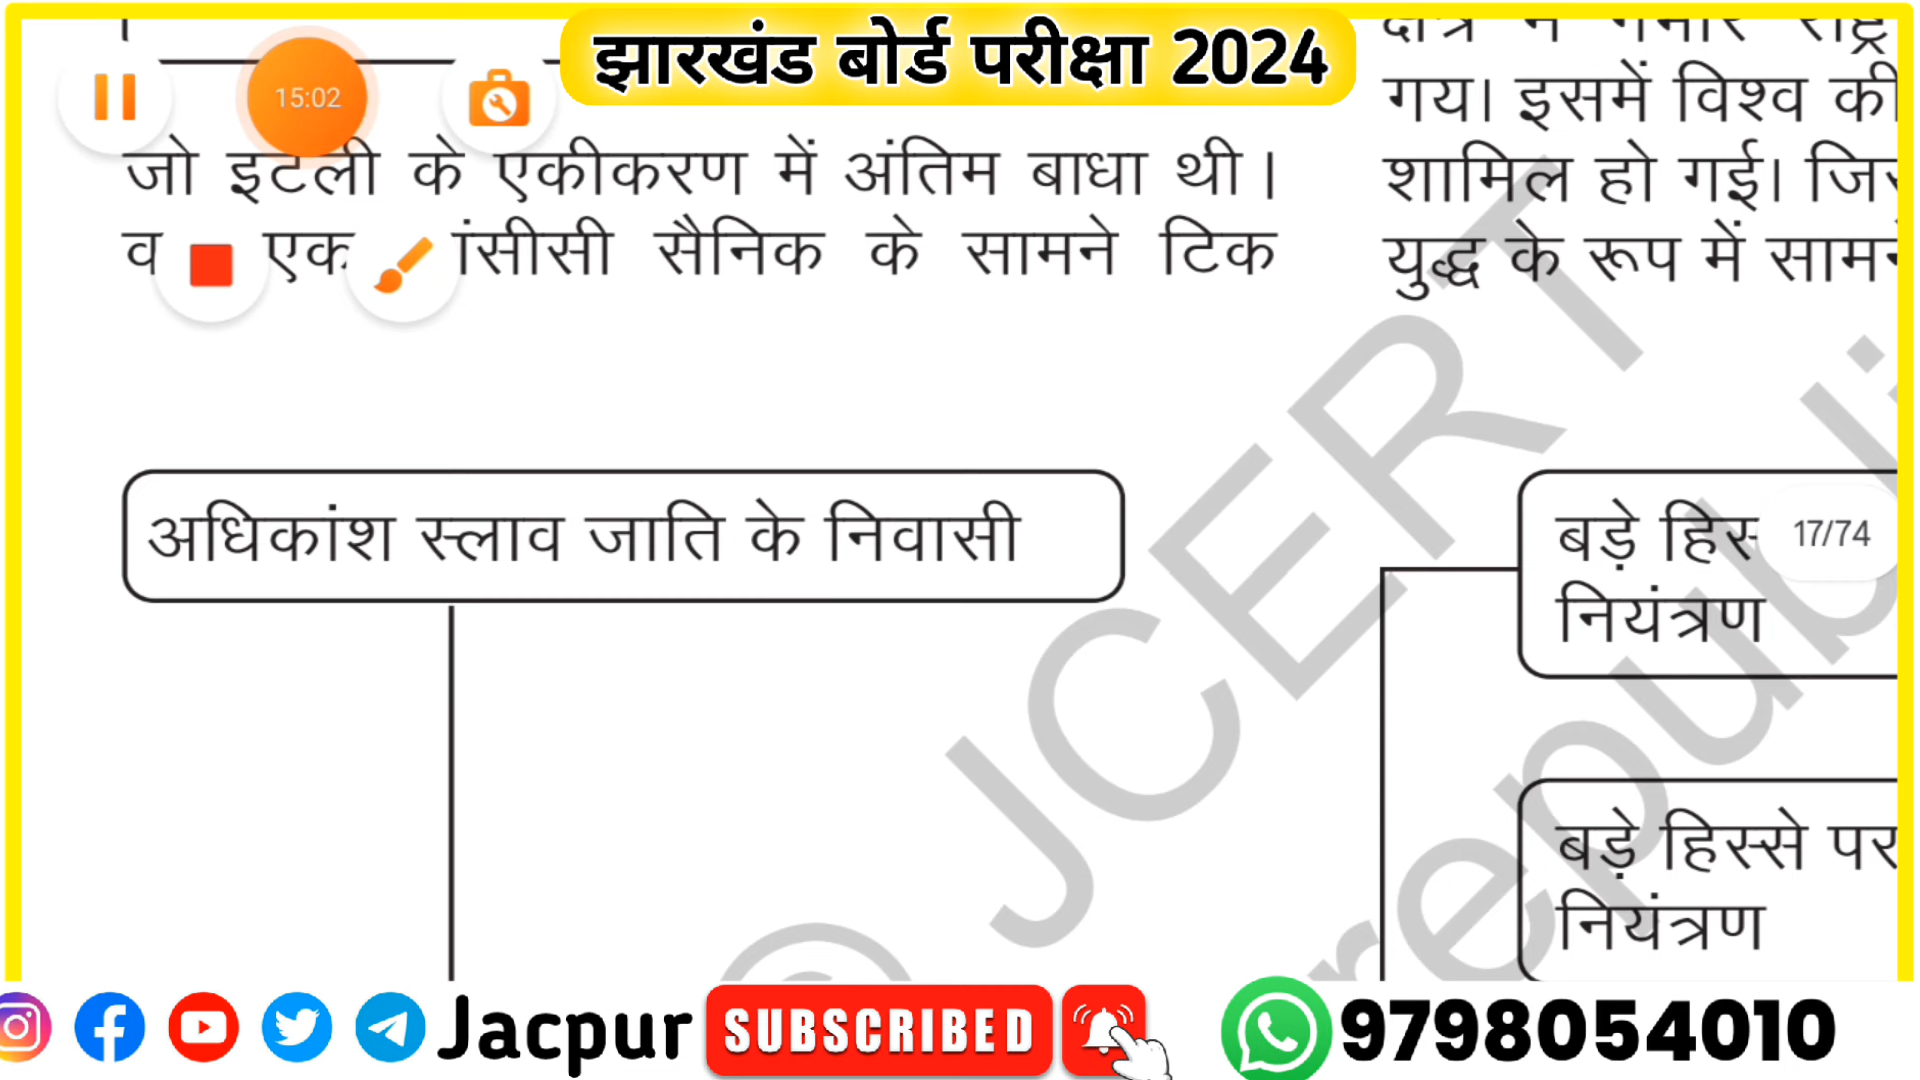 झारखंड बोर्ड परीक्षा 2024
15:02
जो इटली के एकीकरण में अंतिम बाधा थी।
एक सैनिक के सामने टिक
गय। इसमें विश्व की
शामिल हो गई।
युद्ध के रूप में
अधिकांश स्लाव जाति के निवासी
बड़े
17/74
नियंत्रण
बड़े हिस्से पर
नियंत्रण
© JCERT
Jacpur
SUBSCRIBED
9798054010